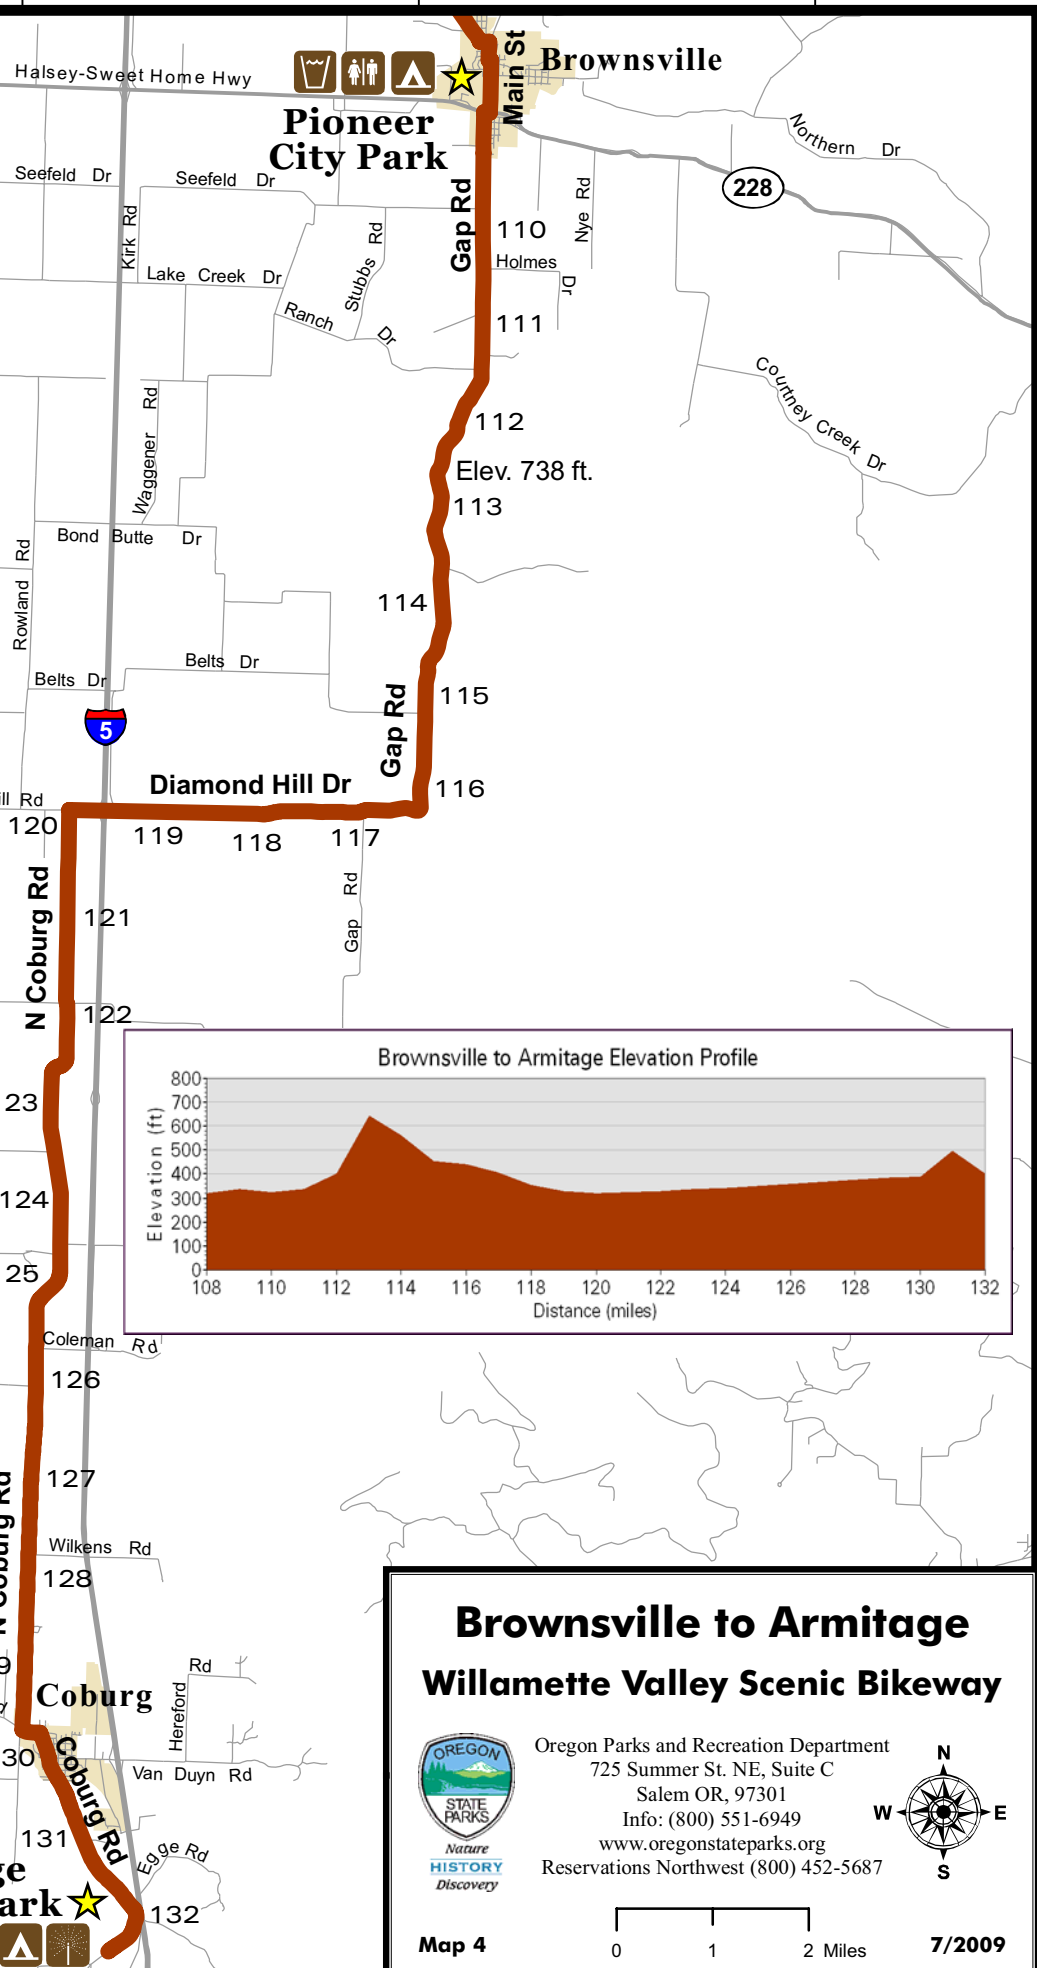 Brownsville
Main St
Halsey-Sweet Home Hwy
Pioneer
City Park
Northern Dr
228
Seefeld Dr
Seefeld Dr
Kirk Rd
Gap Rd
Nye Rd
110
Stubbs Rd
Holmes Dr
Lake Creek Dr
Ranch Dr
111
Courtney Creek Dr
Waggener Rd
112
Elev. 738 ft.
113
Bond Butte Dr
Rowland Rd
114
Belts Dr
Belts Dr
115
Gap Rd
5
Diamond Hill Dr
116
ill Rd
120
119
118
117
N Coburg Rd
Gap Rd
121
122
23
124
25
Brownsville to Armitage Elevation Profile
Elevation (ft)
800
700
600
500
400
300
200
100
0
108 110 112 114 116 118 120 122 124 126 128 130 132
Distance (miles)
Coleman Rd
126
127
N Coburg Rd
Wilkens Rd
128
9
Coburg
Hereford Rd
30
Coburg Rd
Van Duyn Rd
131
Egge Rd
ge
ark
132
Brownsville to Armitage
Willamette Valley Scenic Bikeway
OREGON
STATE
PARKS
Nature
HISTORY
Discovery
Oregon Parks and Recreation Department
725 Summer St. NE, Suite C
Salem OR, 97301
Info: (800) 551-6949
www.oregonstateparks.org
Reservations Northwest (800) 452-5687
N
W E
S
Map 4
0 1 2 Miles
7/2009